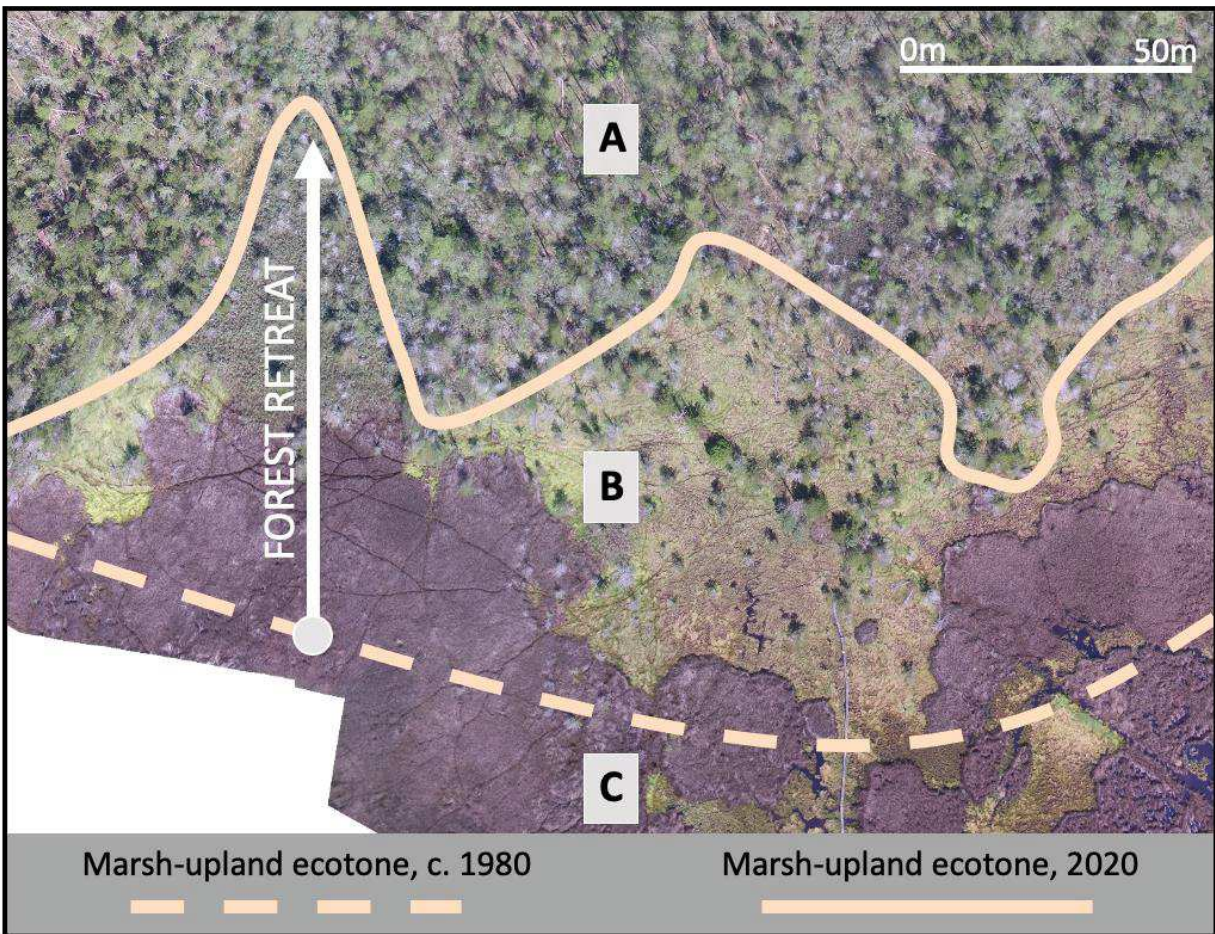 0m 50m
A
FOREST RETREAT
B
C
Marsh-upland ecotone, c. 1980 Marsh-upland ecotone, 2020